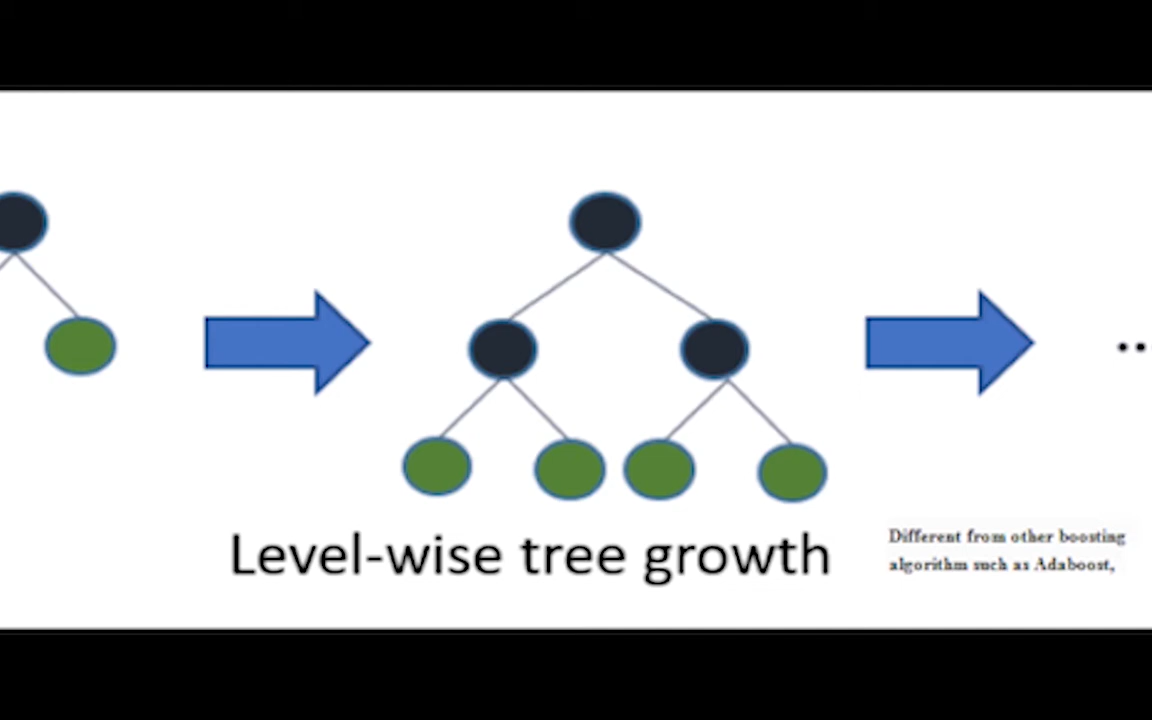 Level-wise tree growth
Different from other boosting
algorithm such as Adaboost,